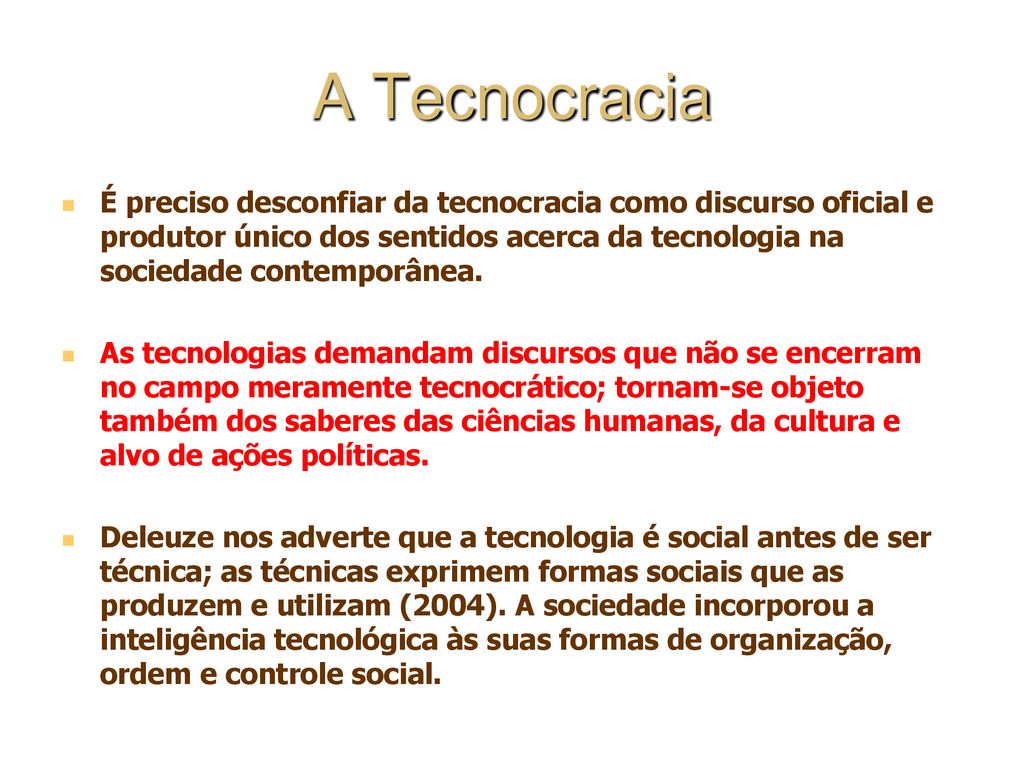 A Tecnocracia
É preciso desconfiar da tecnocracia como discurso oficial e
produtor único dos sentidos acerca da tecnologia na
sociedade contemporânea.
As tecnologias demandam discursos que não se encerram
no campo meramente tecnocrático; tornam-se objeto
também dos saberes das ciências humanas, da cultura e
alvo de ações políticas.
Deleuze nos adverte que a tecnologia é social antes de ser
técnica; as técnicas exprimem formas sociais que as
produzem e utilizam (2004). A sociedade incorporou a
inteligência tecnológica às suas formas de organização,
ordem e controle social.